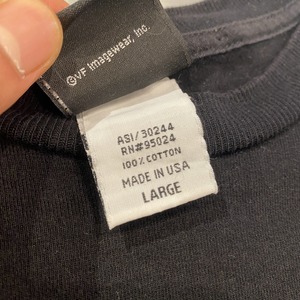 ©VF Imagewear, Inc.
ASI/30244
RN#95024
100% COTTON
MADE IN USA
LARGE